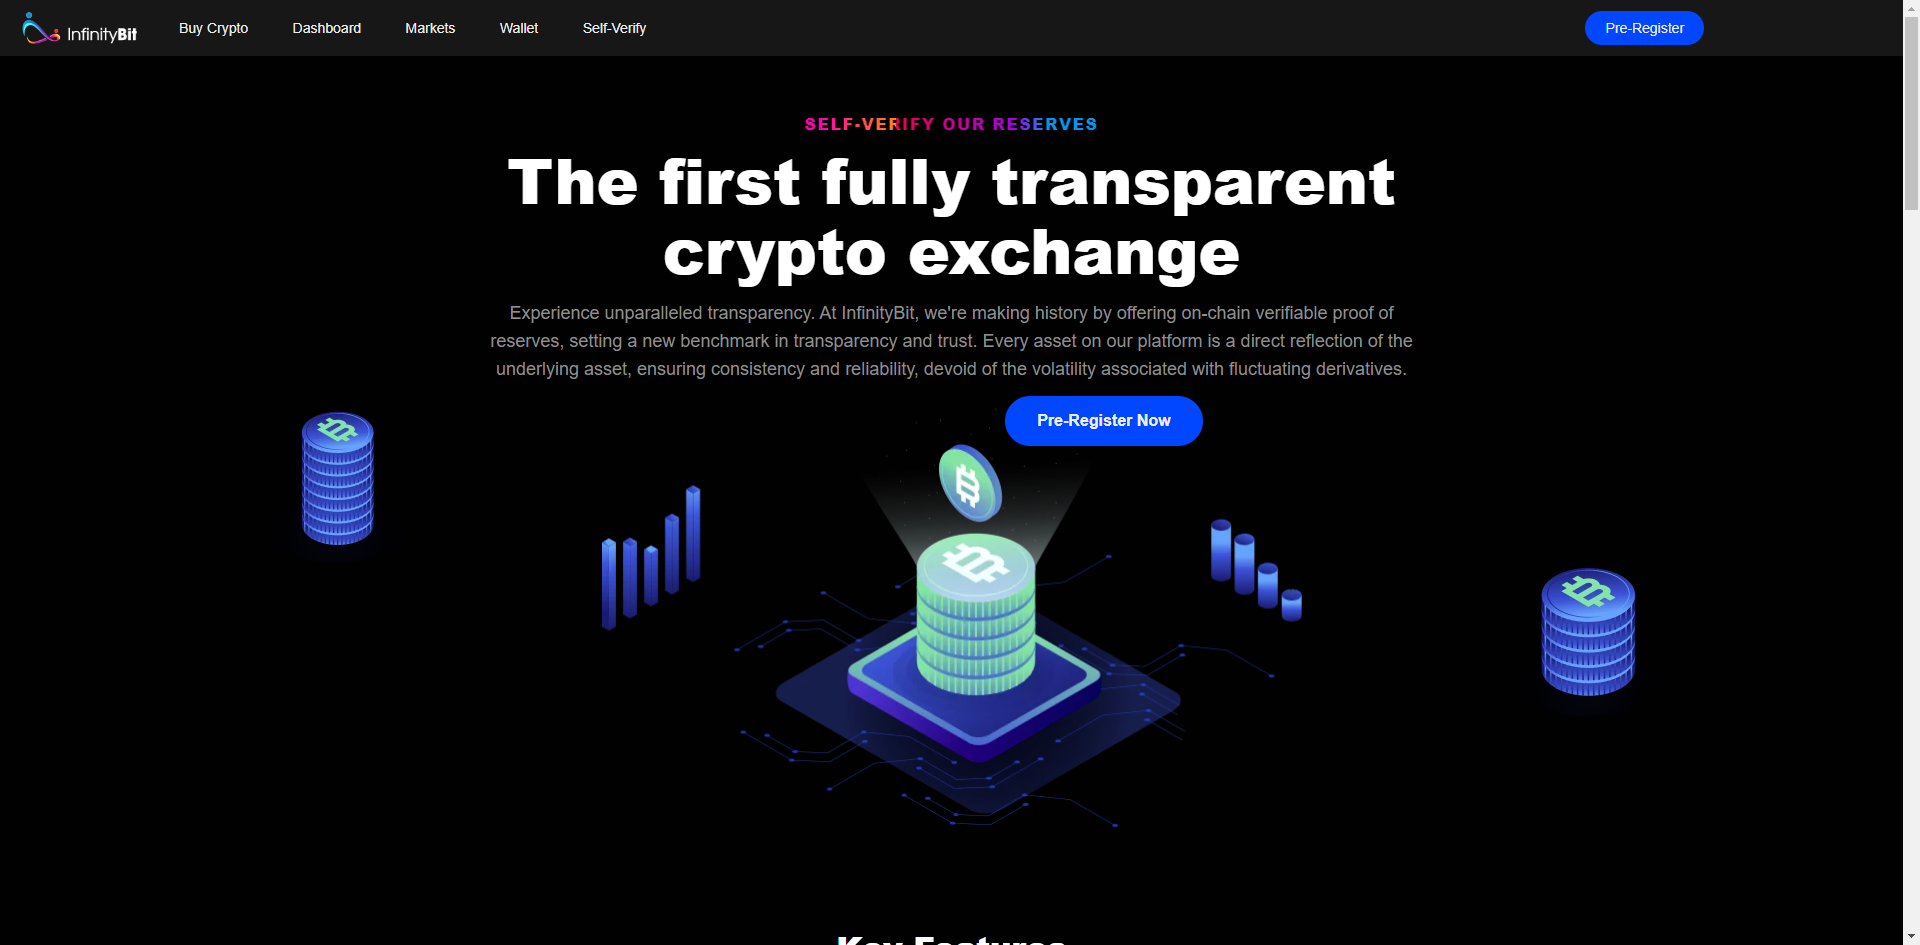 InfinityBit
Buy Crypto
Dashboard
Markets
Wallet
Self-Verify
Pre-Register
SELF-VERIFY OUR RESERVES
The first fully transparent
crypto exchange
Experience unparalleled transparency. At InfinityBit, we're making history by offering on-chain verifiable proof of
reserves, setting a new benchmark in transparency and trust. Every asset on our platform is a direct reflection of the
underlying asset, ensuring consistency and reliability, devoid of the volatility associated with fluctuating derivatives.
Pre-Register Now
Key Features